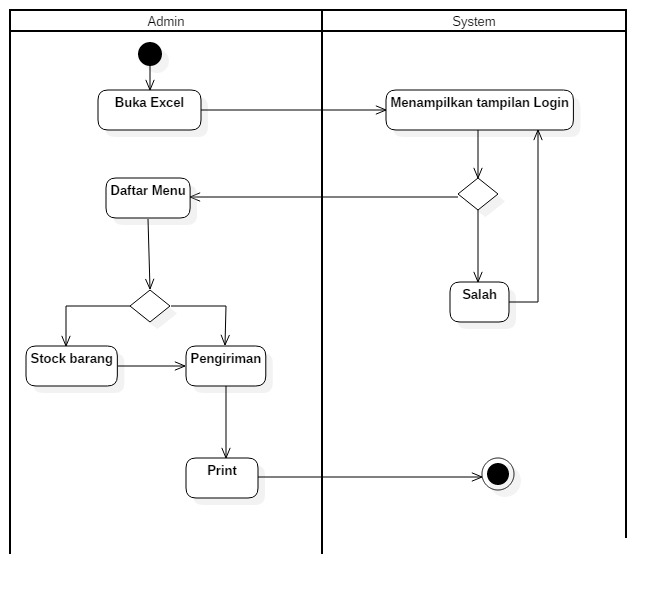 Admin
System
Buka Excel
Menampilkan tampilan Login
Daftar Menu
Salah
Stock barang
Pengiriman
Print